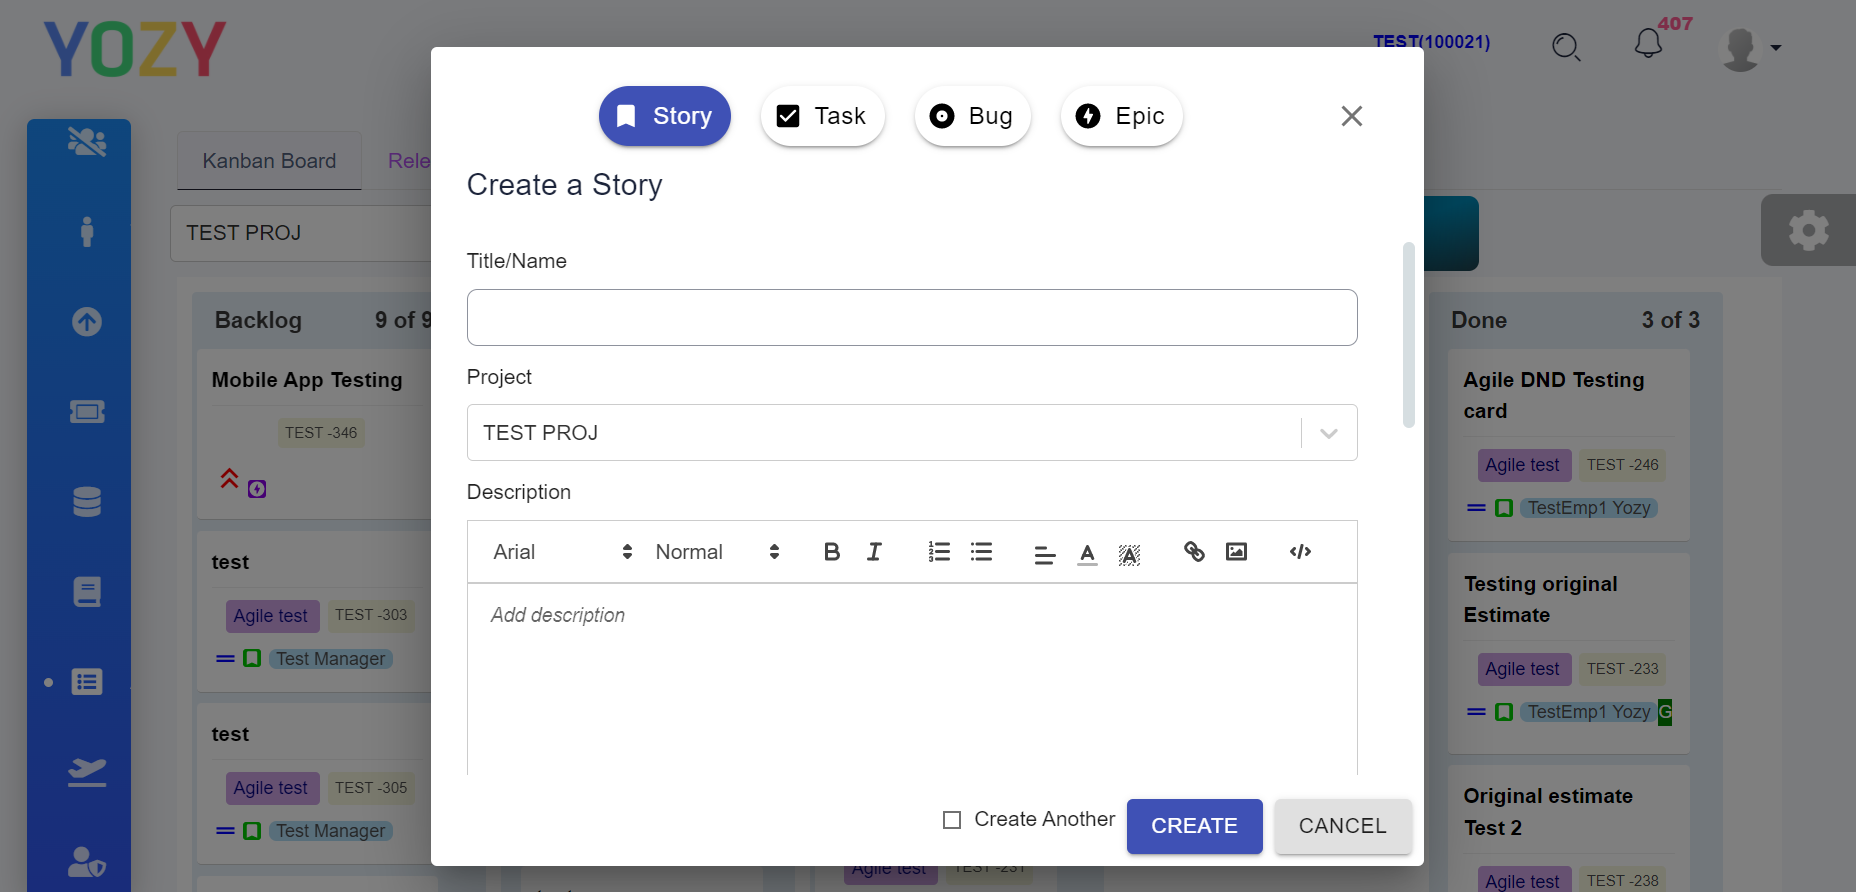 YOZY
TEST(100021)
407
Kanban Board
Rele
TEST PROJ
Backlog
9 of 9
Mobile App Testing
TEST -346
test
Agile test
TEST -303
Test Manager
test
Agile test
TEST -305
Test Manager
Story
Task
Bug
Epic
Create a Story
Title/Name
Project
TEST PROJ
Description
Arial
Normal
Add description
Create Another
CREATE
CANCEL
Agile test
TEST -231
Done
3 of 3
Agile DND Testing
card
Agile test
TEST -246
TestEmp1 Yozy
Testing original
Estimate
Agile test
TEST -233
TestEmp1 Yozy
G
Original estimate
Test 2
Agile test
TEST -238